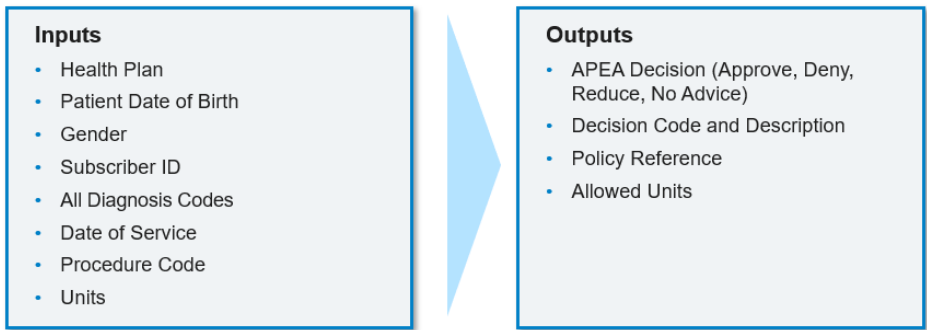 Inputs
• Health Plan
• Patient Date of Birth
• Gender
• Subscriber ID
• All Diagnosis Codes
• Date of Service
• Procedure Code
• Units
Outputs
• APEA Decision (Approve, Deny,
Reduce, No Advice)
• Decision Code and Description
• Policy Reference
• Allowed Units